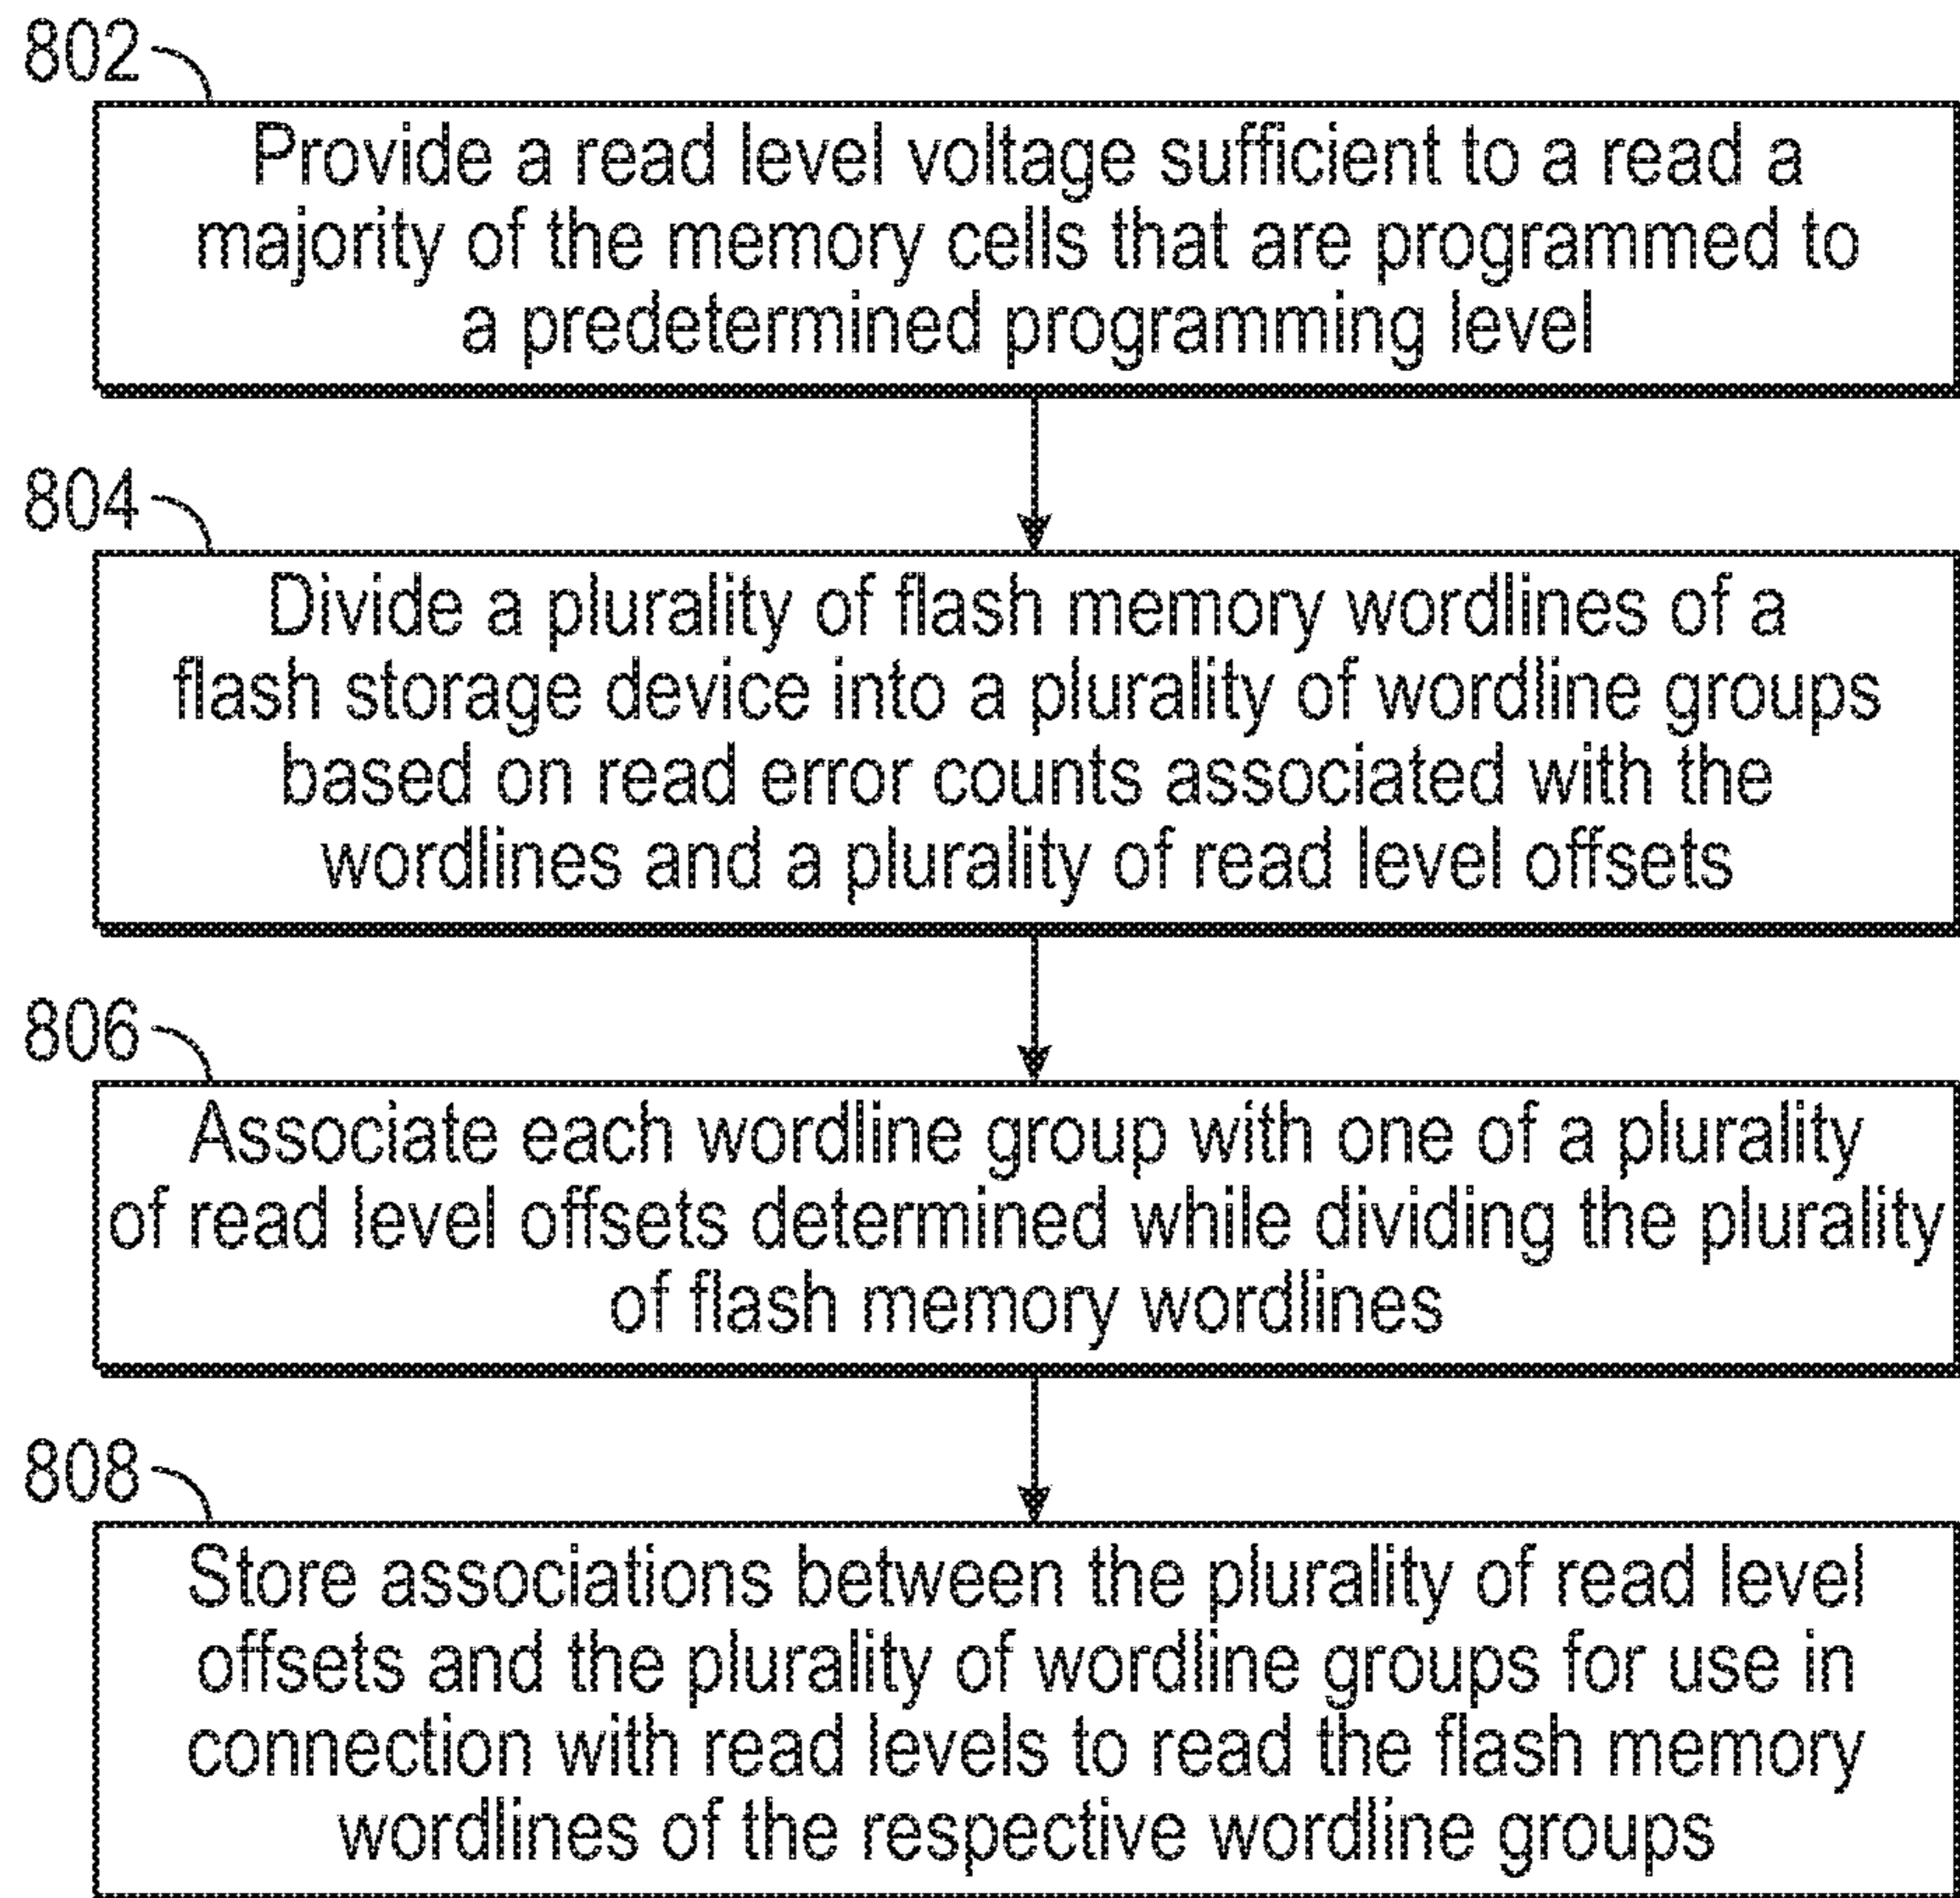 802
Provide a read level voltage sufficient to a read a
majority of the memory cells that are programmed to
a predetermined programming level
804
Divide a plurality of flash memory wordlines of a
flash storage device into a plurality of wordline groups
based on read error counts associated with the
wordlines and a plurality of read level offsets
806
Associate each wordline group with one of a plurality
of read level offsets determined while dividing the plurality
of flash memory wordlines
808
Store associations between the plurality of read level
offsets and the plurality of wordline groups for use in
connection with read levels to read the flash memory
wordlines of the respective wordline groups